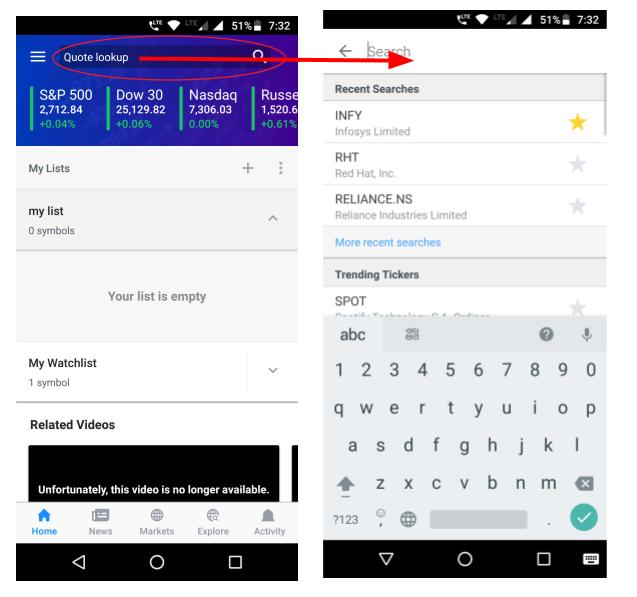 LTE LTE 51% 7:32
Quote lookup
S&P 500 Dow 30 Nasdaq Russe
2,712.84 25,129.82 7,306.03 1,520.6
+0.04% +0.06% 0.00% +0.61%
My Lists
my list
0 symbols
Your list is empty
My Watchlist
1 symbol
Related Videos
Unfortunately, this video is no longer available.
Home News Markets Explore Activity
LTE LTE 51% 7:32
Search
Recent Searches
INFY
Infosys Limited
RHT
Red Hat, Inc.
RELIANCE.NS
Reliance Industries Limited
More recent searches
Trending Tickers
SPOT
abc
1 2 3 4 5 6 7 8 9 0
q w e r t y u i o p
a s d f g h j k l
z x c v b n m
?123 , .